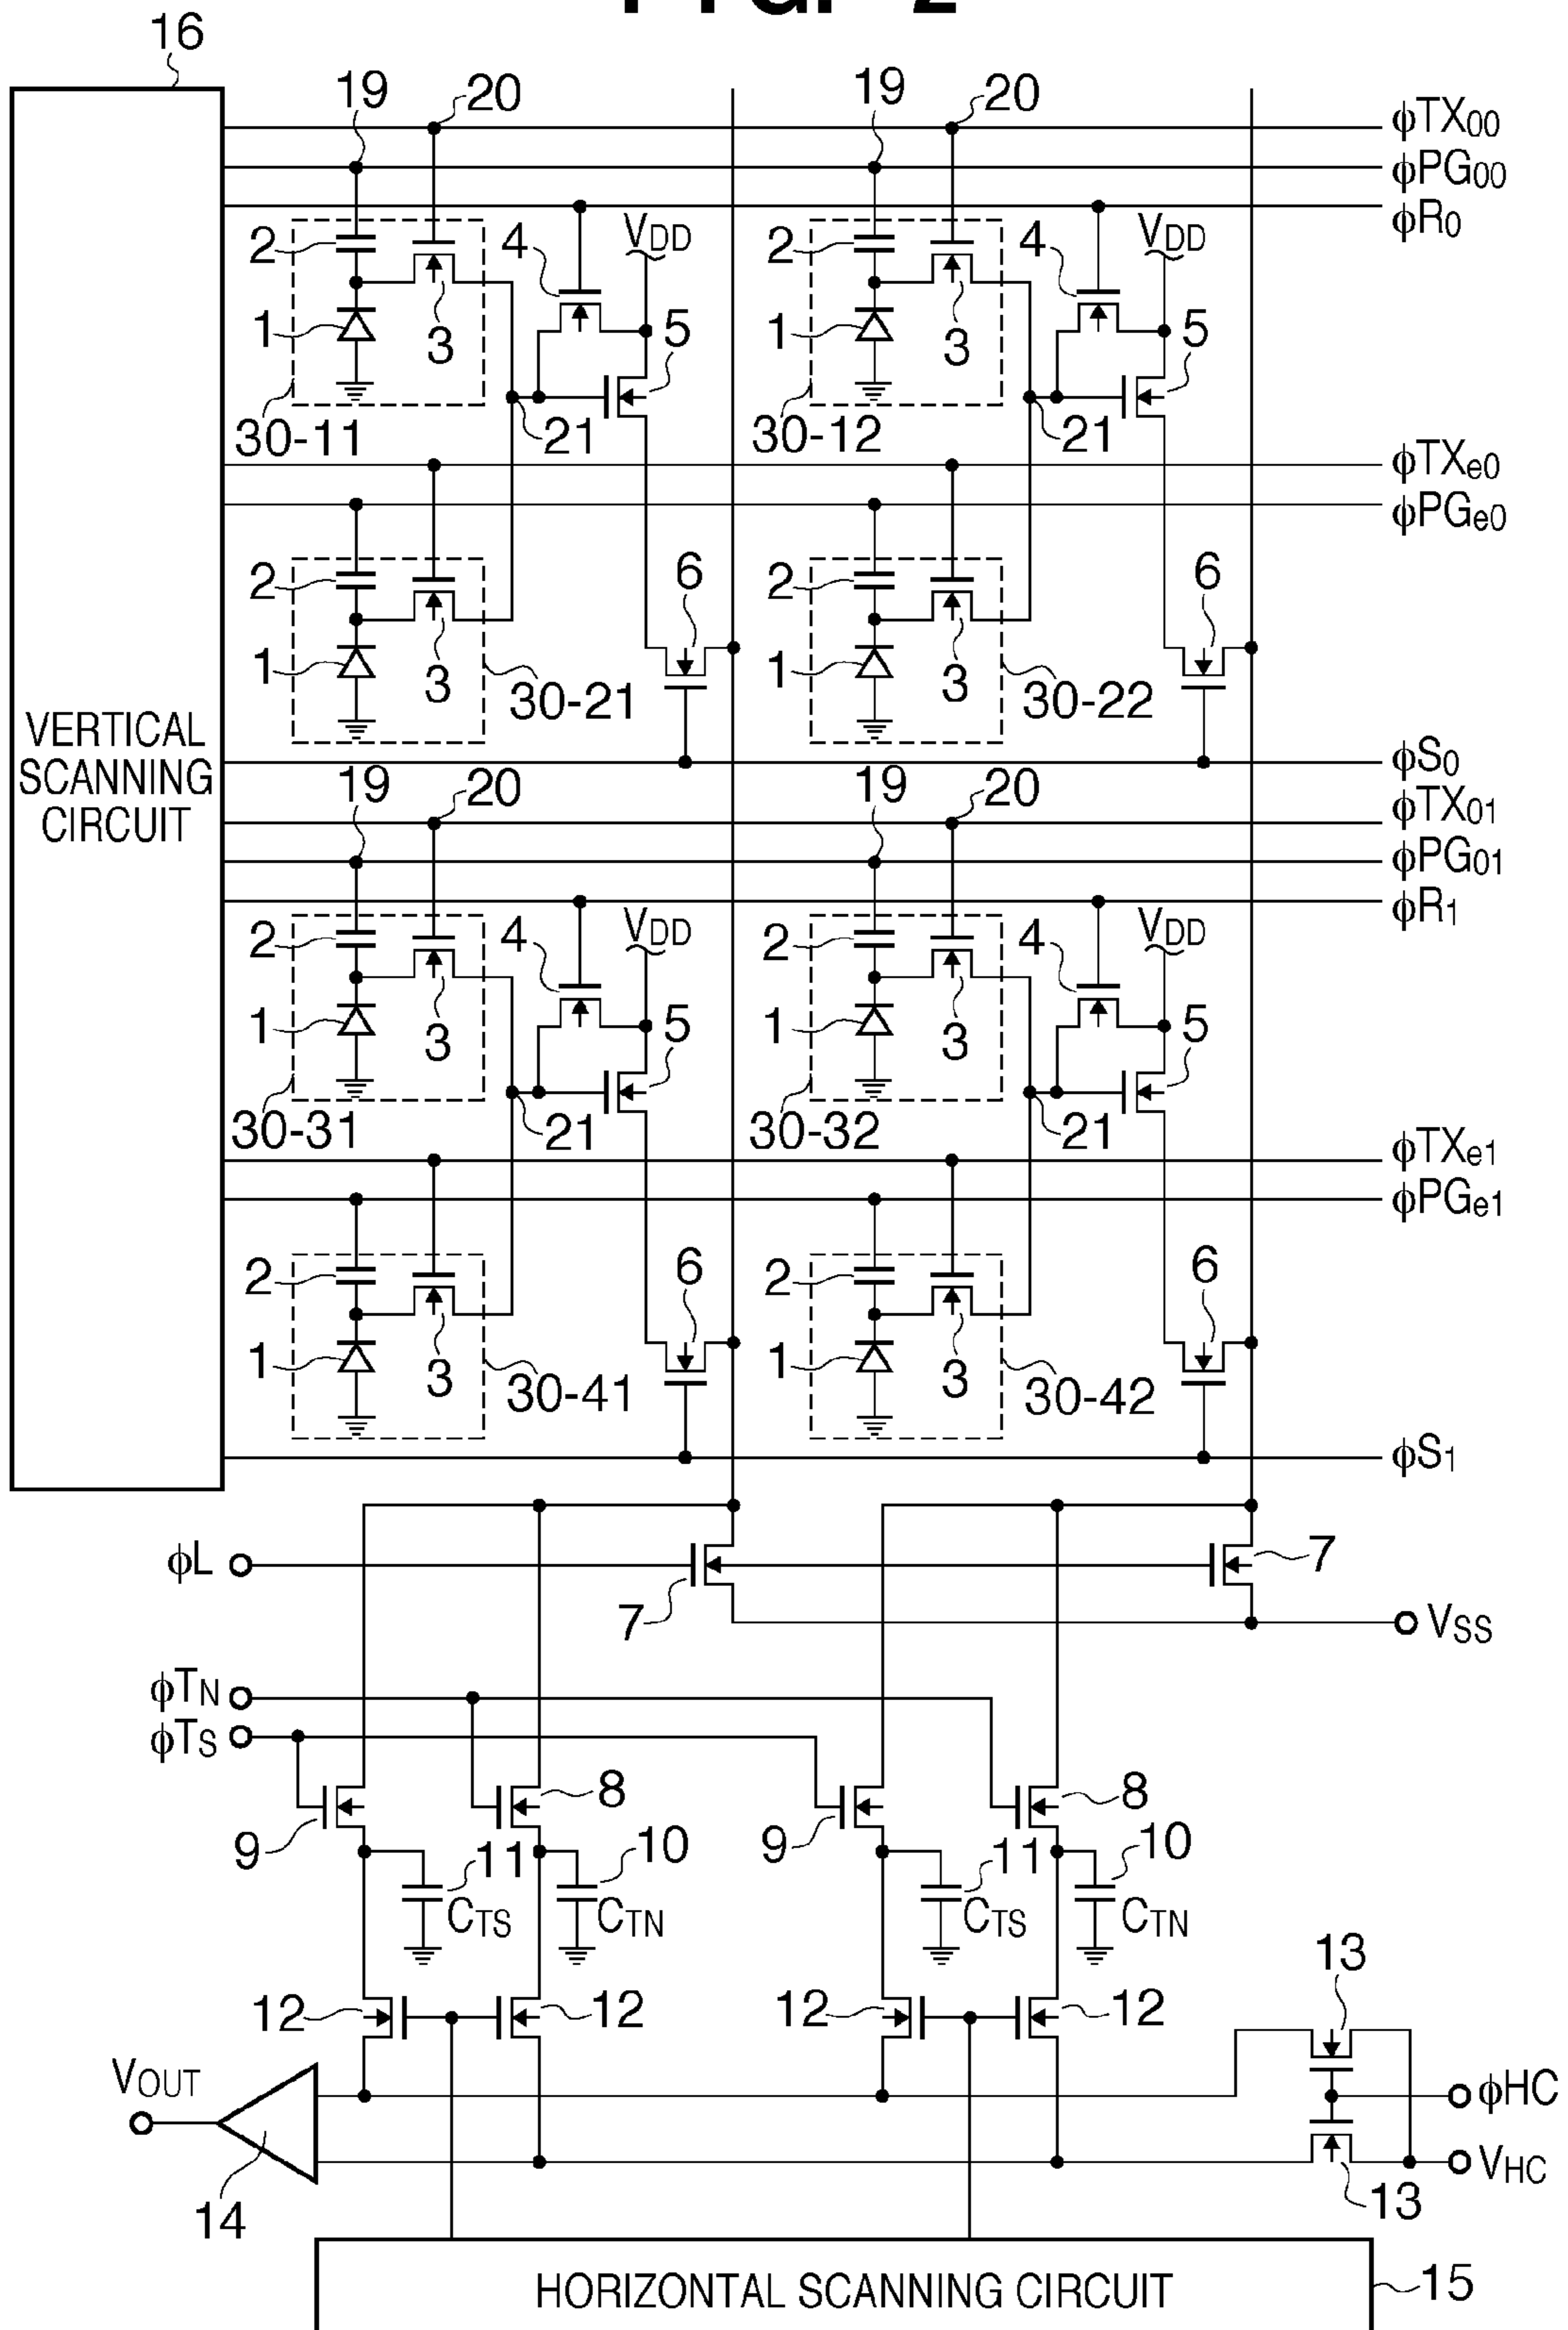 FIG. 2
16
19 20 19 20
φTX00
φPG00
φR0
2 4 VDD 2 4 VDD
1 3 5 1 3 5
30-11 21 30-12 21
φTXe0
φPGe0
2 6 2 6
1 3 30-21 1 3 30-22
VERTICAL
SCANNING
CIRCUIT
φS0
19 20 19 20
φTX01
φPG01
φR1
2 4 VDD 2 4 VDD
1 3 5 1 3 5
30-31 21 30-32 21
φTXe1
φPGe1
2 6 2 6
1 3 30-41 1 3 30-42
φS1
φL 7
7 VSS
φTN
φTS
8 8
9 11 10 9 11 10
CTS CTN CTS CTN
13
12 12 12 12
VOUT φHC
VHC
14 13
HORIZONTAL SCANNING CIRCUIT 15